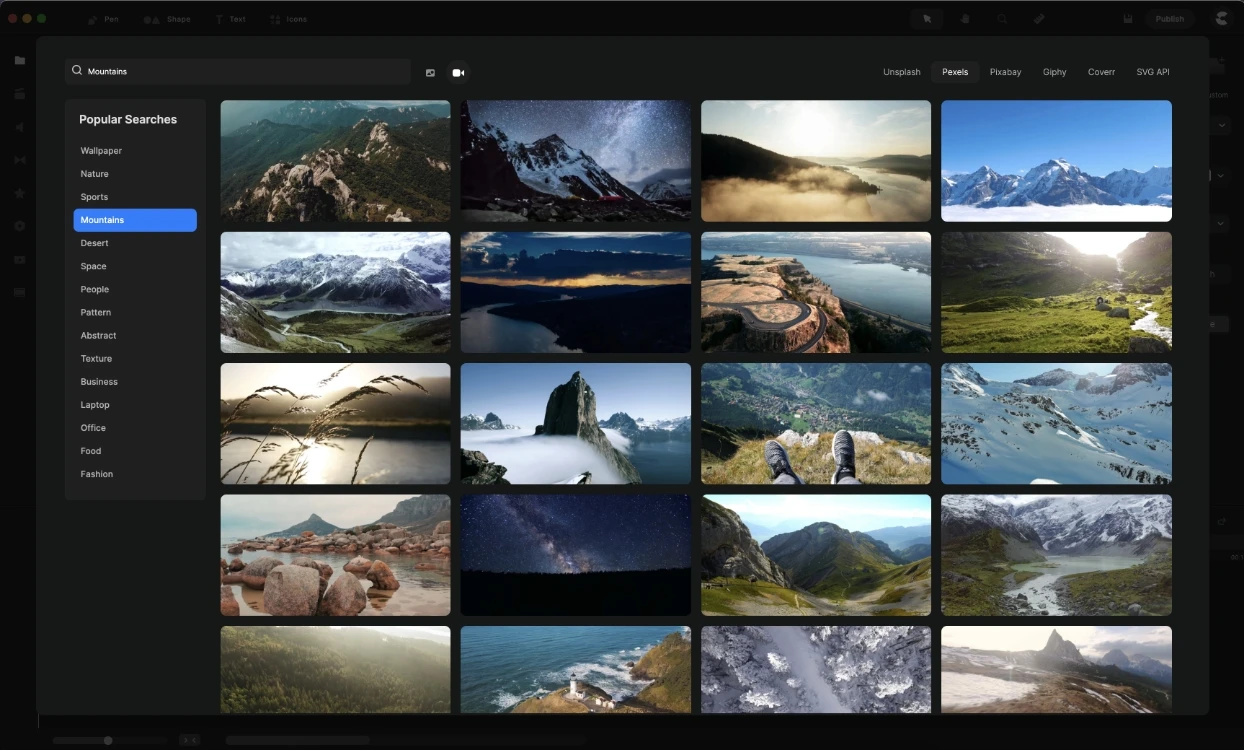 Pen
Shape
Text
Icons
Publish
Mountains
Unsplash
Pexels
Pixabay
Giphy
Coverr
SVG API
Popular Searches
Wallpaper
Nature
Sports
Mountains
Desert
Space
People
Pattern
Abstract
Texture
Business
Laptop
Office
Food
Fashion